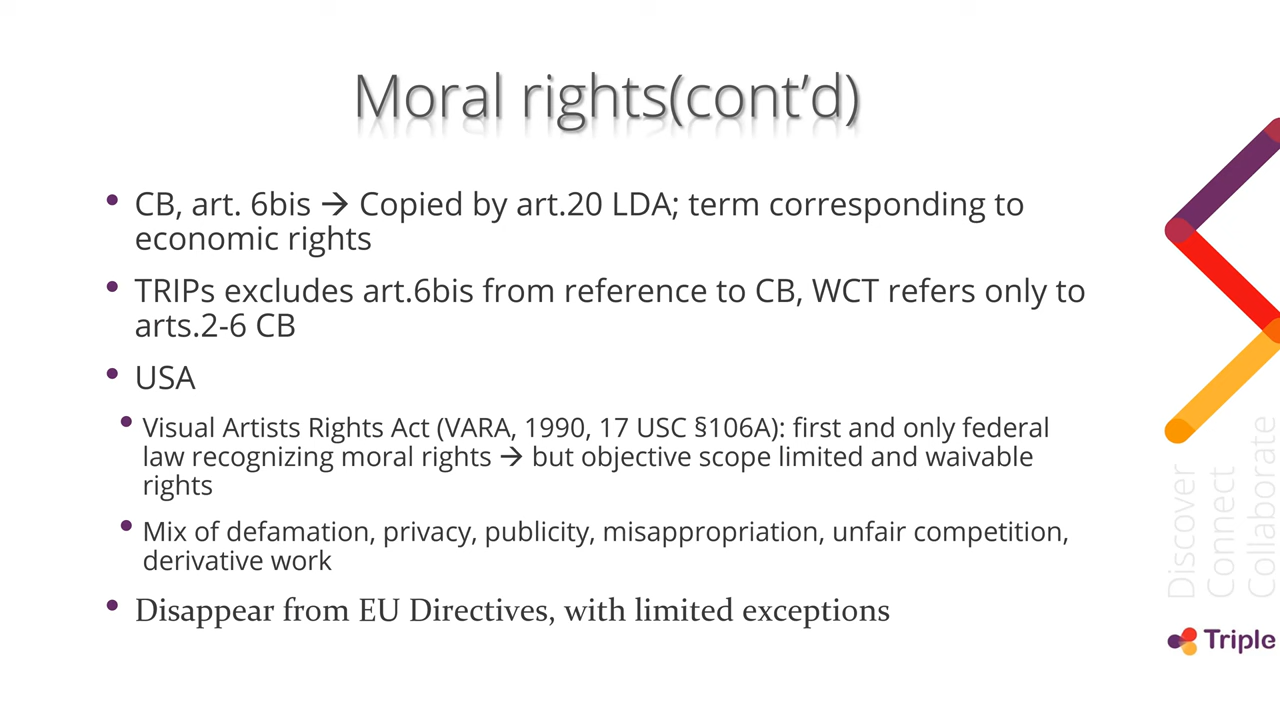 Moral rights(cont’d)
• CB, art. 6bis → Copied by art.20 LDA; term corresponding to
economic rights
• TRIPs excludes art.6bis from reference to CB, WCT refers only to
arts.2-6 CB
• USA
• Visual Artists Rights Act (VARA, 1990, 17 USC §106A): first and only federal
law recognizing moral rights → but objective scope limited and waivable
rights
• Mix of defamation, privacy, publicity, misappropriation, unfair competition,
derivative work
• Disappear from EU Directives, with limited exceptions
Discover
Connect
Collaborate
Triple